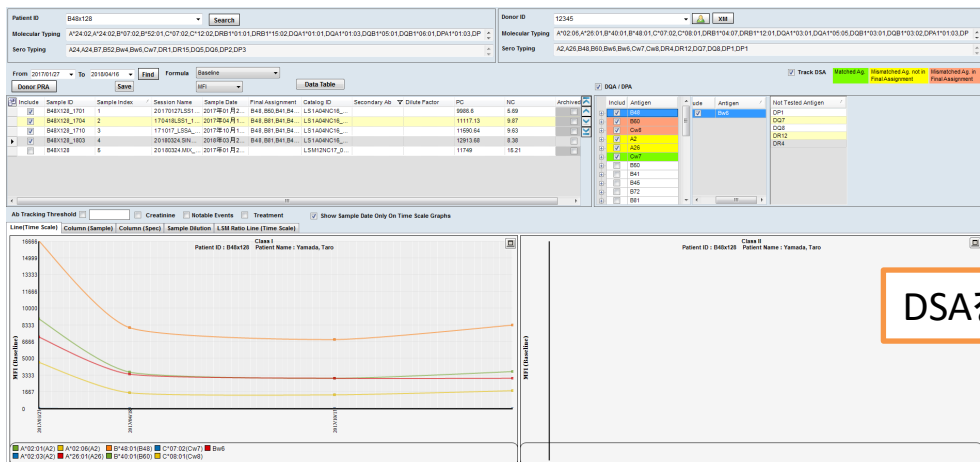 Patient ID B48x128 Search Donor ID 12345 XM
Molecular Typing A*24:02,A*24:02,B*07:02,B*52:01,C*07:02,C*12:02,DRB1*01:01,DRB1*15:02,DQA1*01:01,DQA1*01:03,DQB1*05:01,DQB1*06:01,DPA1*01:03,DP Molecular Typing A*02:06,A*26:01,B*40:01,B*48:01,C*07:02,C*08:01,DRB1*04:07,DRB1*12:01,DQA1*03:01,DQA1*05:05,DQB1*03:01,DQB1*03:02,DPA1*01:03,DP
Sero Typing A24,A24,B7,B52,Bw4,Bw6,Cw7,DR1,DR15,DQ5,DQ6,DP2,DP3 Sero Typing A2,A26,B48,B60,Bw6,Bw6,Cw7,Cw8,DR4,DR12,DQ7,DQ8,DP1,DP1
From 2017/01/27 To 2018/04/16 Find Formula Baseline Track DSA Matched Ag. Mismatched Ag. not in Final Assignment Mismatched Ag. in Final Assignment
Donor PRA Save MFI Data Table DQA / DPA
Include Sample ID Sample Index Session Name Sample Date Final Assignment Catalog ID Secondary Ab Dilute Factor PC NC Archived Includ Antigen ude Antigen Not Tested Antigen
B48X128_1701 1 20170127LSS1... 2017年01月2... B48, B60, B41, B4... LS1A04NC16_... 9986.6 5.69 B48 Bw6 DP1
B48X128_1704 2 170418LSS1_1... 2017年04月1... B48, B81, B41, B4... LS1A04NC16_... 11117.13 9.87 B60 DQ7
B48X128_1710 3 171017_LSSA_... 2017年10月1... B48, B81, B41, B4... LS1A04NC16_... 11590.64 9.63 Cw8 DQ8
B48X128_1803 4 20180324.SIN... 2018年03月2... B48, B81, B41, B4... LS1A04NC16_... 12913.68 8.38 A2 DR12
B48X128 5 20180324.MIX_... 2017年01月2... LSM12NC17_0... 11749 15.21 A26 DR4
Cw7
B60
B41
B45
B72
B81
Ab Tracking Threshold Creatinine Notable Events Treatment Show Sample Date Only On Time Scale Graphs
Line(Time Scale) Column (Sample) Column (Spec) Sample Dilution LSM Ratio Line (Time Scale)
Class I Class II
Patient ID : B48x128 Patient Name : Yamada, Taro Patient ID : B48x128 Patient Name : Yamada, Taro
16666
14999
13333
11666
10000
8333
6666
5000
3333
1667
0
MFI (Baseline) MFI (Baseline)
DSA
A*02:01(A2) A*02:06(A2) B*48:01(B48) C*07:02(Cw7) Bw6
A*02:03(A2) A*26:01(A26) B*40:01(B60) C*08:01(Cw8)